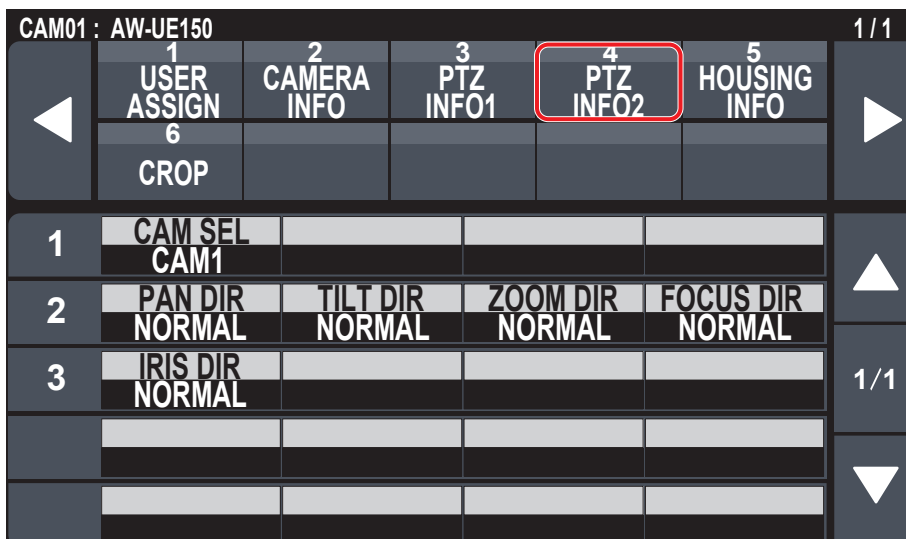 CAM01 : AW-UE150 1 / 1
1 2 3 4 5
USER CAMERA PTZ PTZ HOUSING
ASSIGN INFO INFO1 INFO2 INFO
6
CROP
1 CAM SEL
CAM1
2 PAN DIR TILT DIR ZOOM DIR FOCUS DIR
NORMAL NORMAL NORMAL NORMAL
3 IRIS DIR 1/1
NORMAL